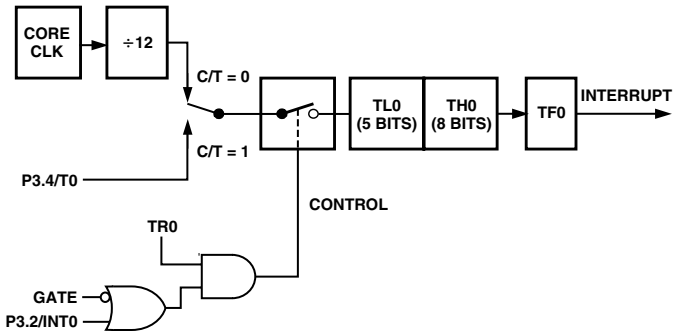 CORE
CLK
÷12
C/T = 0
TL0
(5 BITS)
TH0
(8 BITS)
TF0
INTERRUPT
C/T = 1
P3.4/T0
CONTROL
TR0
GATE
P3.2/INT0